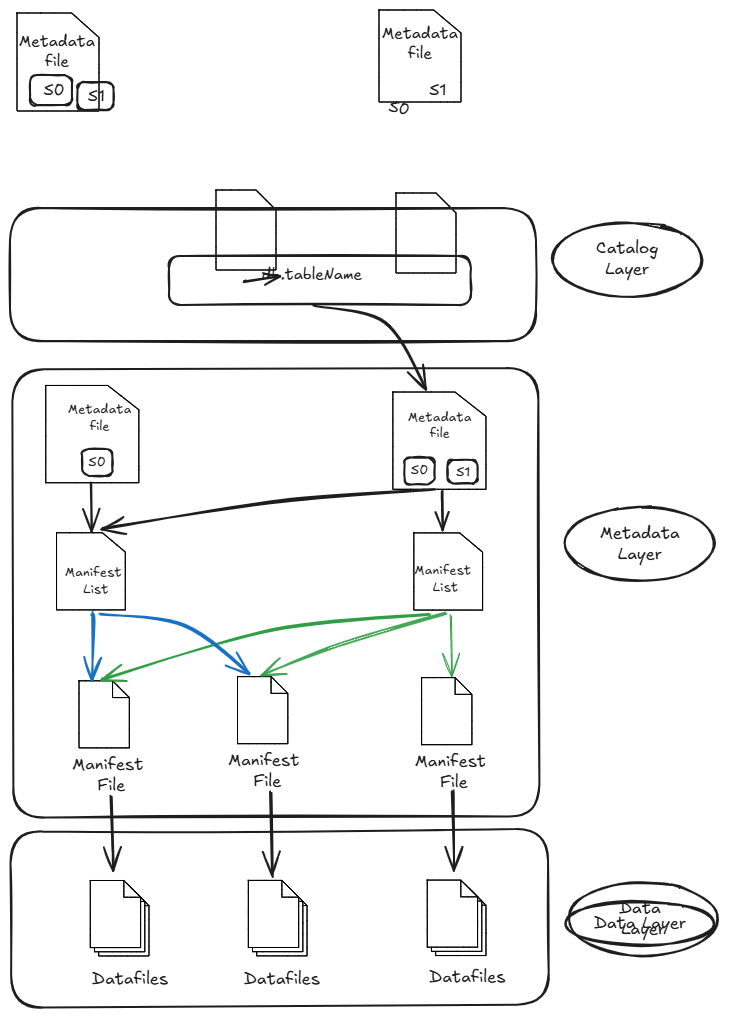 Metadata
file
S0
S1
Metadata
file
S1
S0
.tableName
Catalog
Layer
Metadata
file
S0
Metadata
file
S0
S1
Metadata
Layer
Manifest
List
Manifest
List
Manifest
File
Manifest
File
Manifest
File
Data
Layer
Data Layer
Datafiles
Datafiles
Datafiles